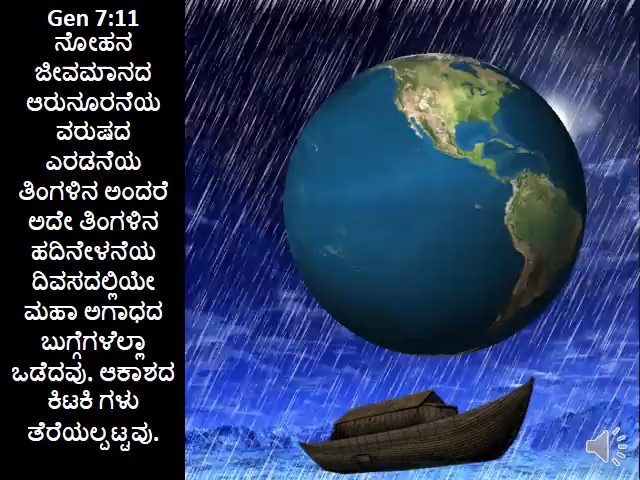 Gen 7:11
ನೋಹನ
ಜೀವಮಾನದ
ಆರುನೂರನೆಯ
ವರುಷದ
ಎರಡನೆಯ
ತಿಂಗಳಿನ ಅಂದರೆ
ಅದೇ ತಿಂಗಳಿನ
ಹದಿನೇಳನೆಯ
ದಿವಸದಲ್ಲಿಯೇ
ಮಹಾ ಅಗಾಧದ
ಬುಗ್ಗೆಗಳೆಲ್ಲಾ
ಒಡೆದವು. ಆಕಾಶದ
ಕಿಟಕಿ ಗಳು
ತೆರೆಯಲ್ಪಟ್ಟವು.